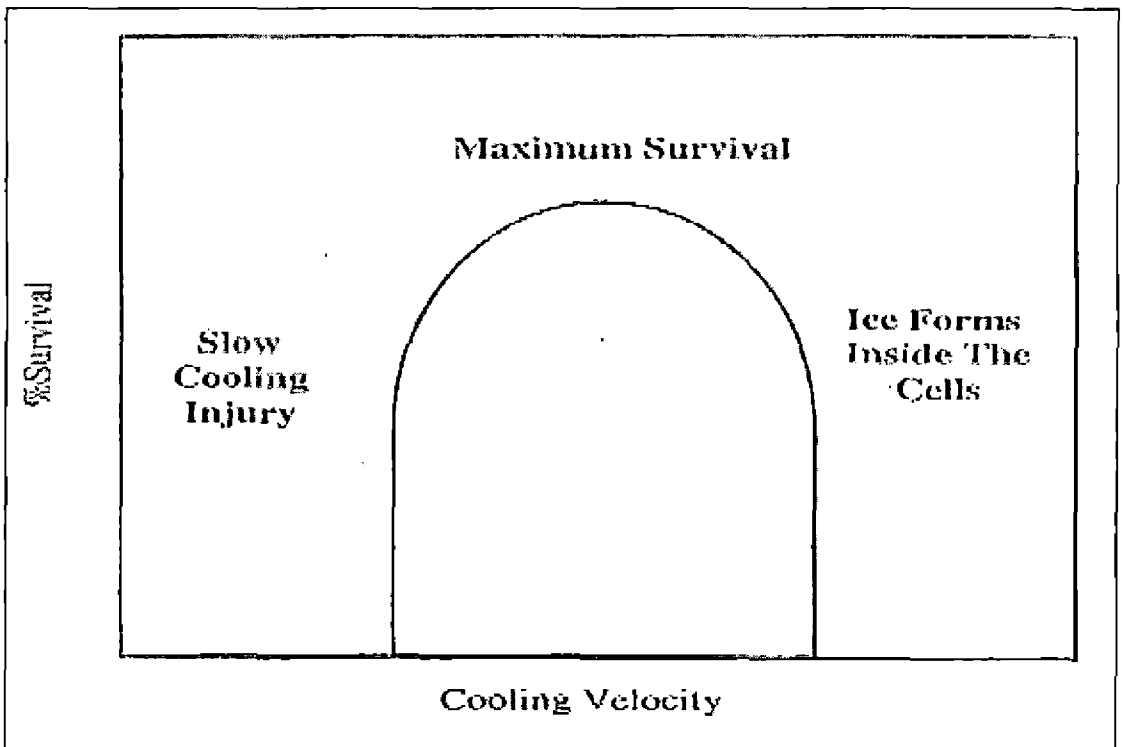 Maximum Survival
%Survival
Slow
Cooling
Injury
Ice Forms
Inside The
Cells
Cooling Velocity